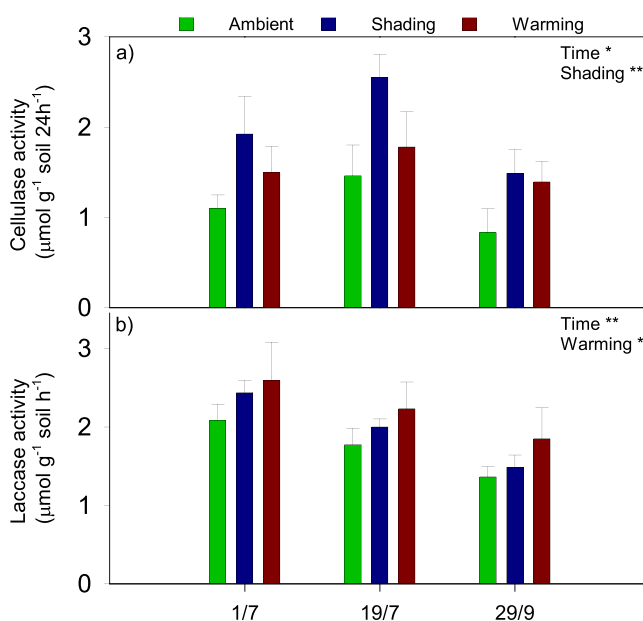 Ambient Shading Warming
a)
Time *
Shading **
Cellulase activity
(μmol g⁻¹ soil 24h⁻¹)
3
2
1
0
b)
Time **
Warming *
Laccase activity
(μmol g⁻¹ soil h⁻¹)
3
2
1
0
1/7 19/7 29/9